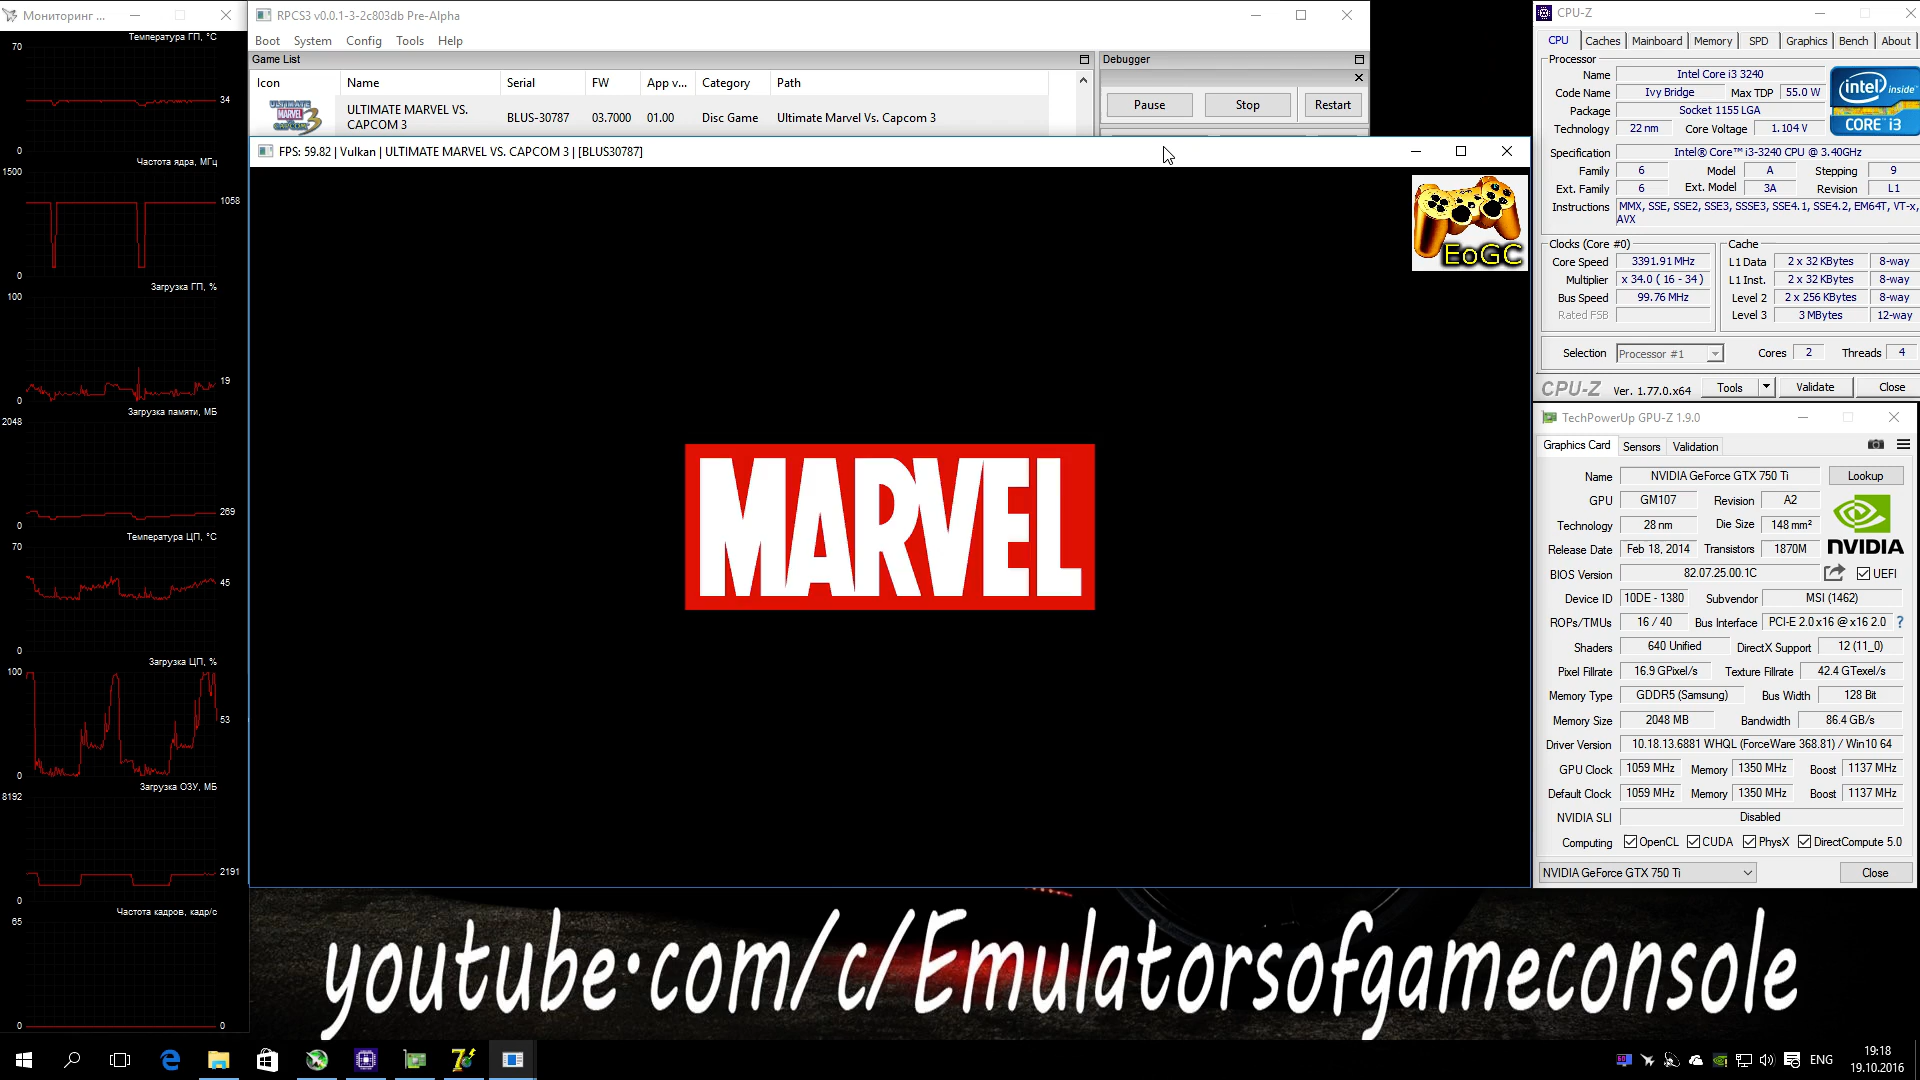 Мониторинг ...
Температура ГП, °C
70
34
0
Частота ядра, МГц
1500
1058
0
Загрузка ГП, %
100
19
0
Загрузка памяти, МБ
2048
269
0
Температура ЦП, °C
70
45
0
Загрузка ЦП, %
100
53
0
Загрузка ОЗУ, МБ
8192
2191
0
Частота кадров, кадр/с
65
0
0
RPCS3 v0.0.1-3-2c803db Pre-Alpha
Boot System Config Tools Help
Game List
Icon Name Serial FW App v... Category Path
ULTIMATE MARVEL VS. CAPCOM 3
ULTIMATE MARVEL VS.
CAPCOM 3
BLUS-30787 03.7000 01.00 Disc Game Ultimate Marvel Vs. Capcom 3
Debugger
Pause Stop Restart
FPS: 59.82 | Vulkan | ULTIMATE MARVEL VS. CAPCOM 3 | [BLUS30787]
EoGC
MARVEL
youtube.com/c/Emulatorsofgameconsole
CPU-Z
CPU Caches Mainboard Memory SPD Graphics Bench About
Processor
Name Intel Core i3 3240
Code Name Ivy Bridge Max TDP 55.0 W
Package Socket 1155 LGA
Technology 22 nm Core Voltage 1.104 V
intel inside™
CORE i3
Specification Intel® Core™ i3-3240 CPU @ 3.40GHz
Family 6 Model A Stepping 9
Ext. Family 6 Ext. Model 3A Revision L1
Instructions MMX, SSE, SSE2, SSE3, SSSE3, SSE4.1, SSE4.2, EM64T, VT-x,
AVX
Clocks (Core #0)
Core Speed 3391.91 MHz
Multiplier x 34.0 ( 16 - 34 )
Bus Speed 99.76 MHz
Rated FSB
Cache
L1 Data 2 x 32 KBytes 8-way
L1 Inst. 2 x 32 KBytes 8-way
Level 2 2 x 256 KBytes 8-way
Level 3 3 MBytes 12-way
Selection Processor #1 Cores 2 Threads 4
CPU-Z Ver. 1.77.0.x64 Tools Validate Close
TechPowerUp GPU-Z 1.9.0
Graphics Card Sensors Validation
Name NVIDIA GeForce GTX 750 Ti Lookup
GPU GM107 Revision A2
Technology 28 nm Die Size 148 mm²
Release Date Feb 18, 2014 Transistors 1870M
NVIDIA
BIOS Version 82.07.25.00.1C UEFI
Device ID 10DE - 1380 Subvendor MSI (1462)
ROPs/TMUs 16 / 40 Bus Interface PCI-E 2.0 x16 @ x16 2.0 ?
Shaders 640 Unified DirectX Support 12 (11_0)
Pixel Fillrate 16.9 GPixel/s Texture Fillrate 42.4 GTexel/s
Memory Type GDDR5 (Samsung) Bus Width 128 Bit
Memory Size 2048 MB Bandwidth 86.4 GB/s
Driver Version 10.18.13.6881 WHQL (ForceWare 368.81) / Win10 64
GPU Clock 1059 MHz Memory 1350 MHz Boost 1137 MHz
Default Clock 1059 MHz Memory 1350 MHz Boost 1137 MHz
NVIDIA SLI Disabled
Computing OpenCL CUDA PhysX DirectCompute 5.0
NVIDIA GeForce GTX 750 Ti Close
ENG
19:18
19.10.2016